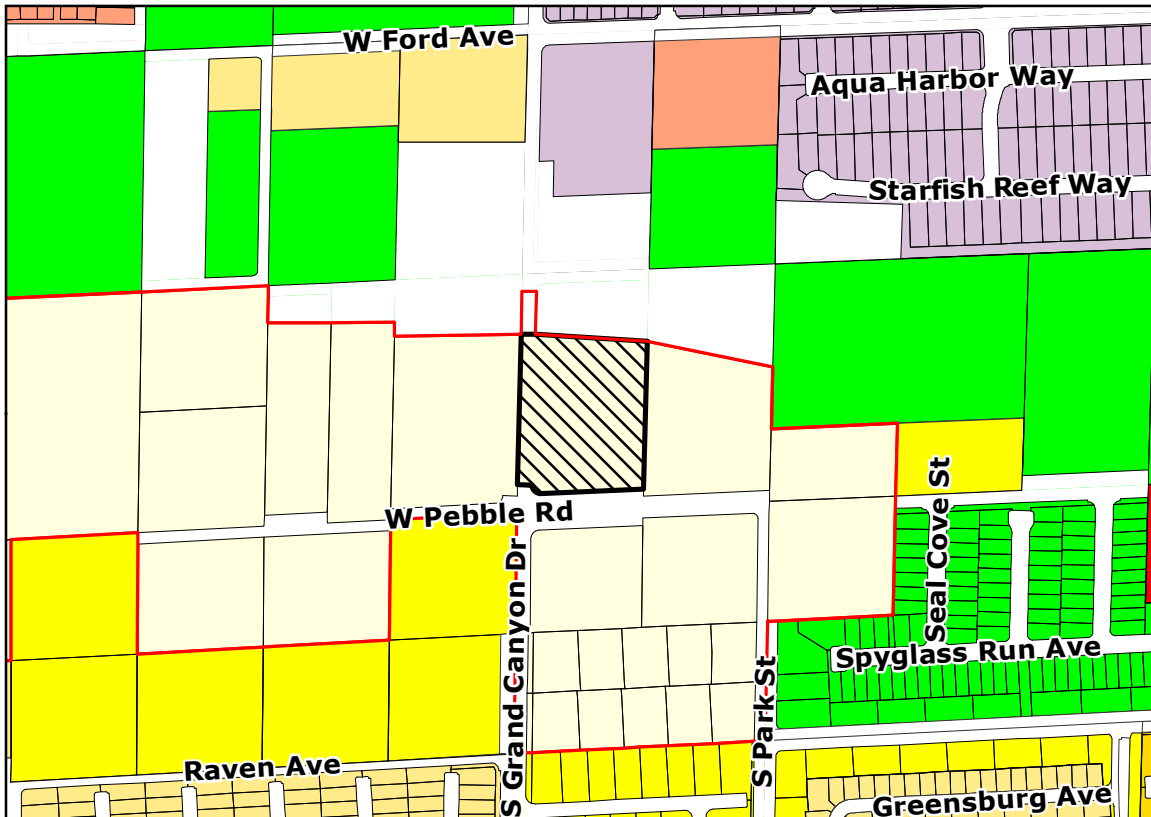 W Ford Ave
Aqua Harbor Way
Starfish Reef Way
W Pebble Rd
S Grand Canyon Dr
Seal Cove St
Spyglass Run Ave
S Park St
Raven Ave
Greensburg Ave